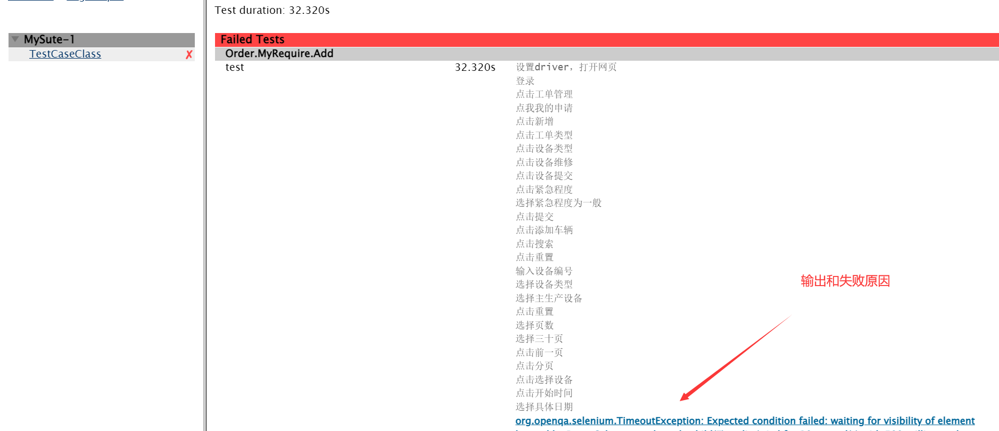 Test duration: 32.320s
MySute-1
TestCaseClass
Failed Tests
Order.MyRequire.Add
test 32.320s 设置driver，打开网页
登录
点击工单管理
点我我的申请
点击新增
点击工单类型
点击设备类型
点击设备维修
点击设备提交
点击紧急程度
选择紧急程度为一般
点击提交
点击添加车辆
点击搜索
点击重置
输入设备编号
选择设备类型
选择主生产设备
点击重置
选择页数
选择三十页
点击前一页
点击分页
点击选择设备
点击开始时间
选择具体日期
输出和失败原因
org.openqa.selenium.TimeoutException: Expected condition failed: waiting for visibility of element